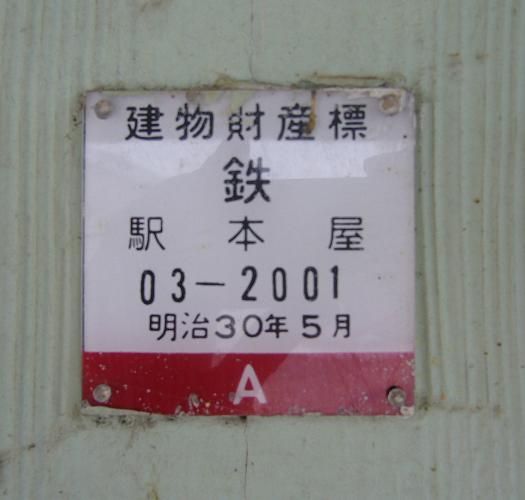 建物財産標
鉄
駅本屋
03-2001
明治30年5月
A